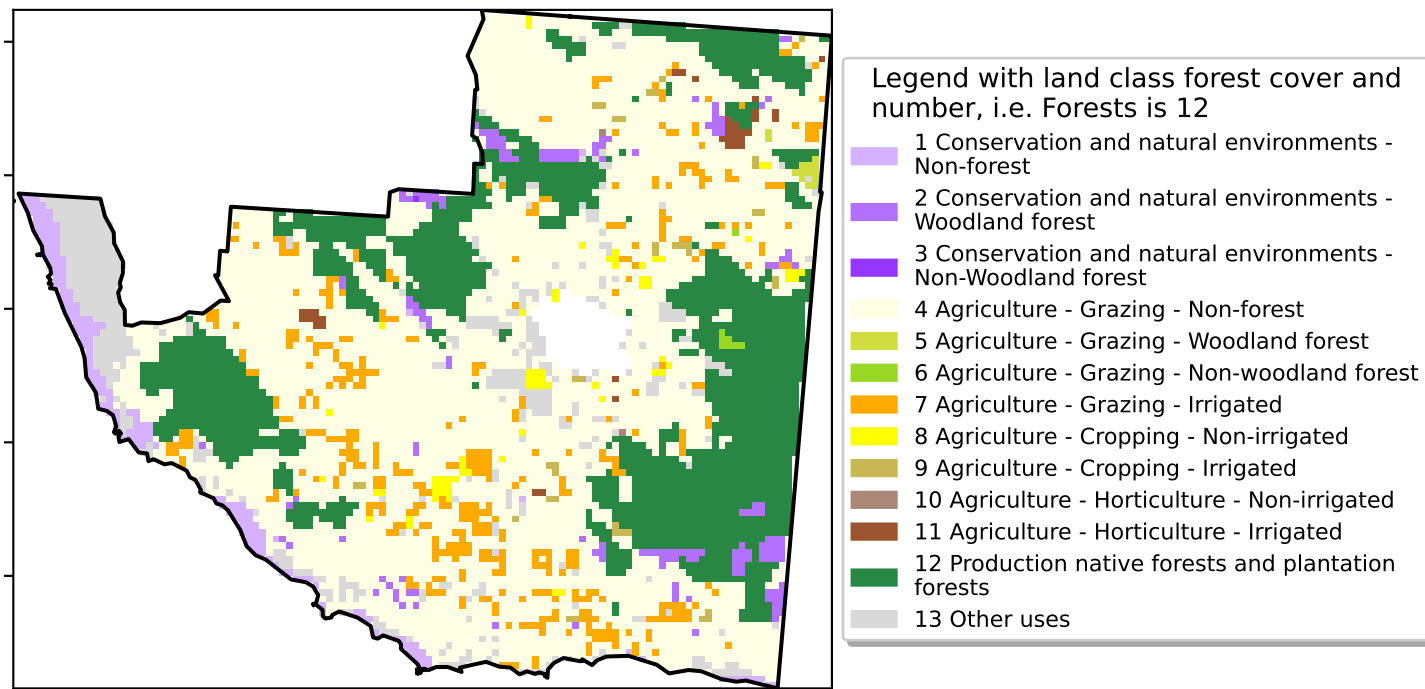 Legend with land class forest cover and
number, i.e. Forests is 12
1 Conservation and natural environments -
Non-forest
2 Conservation and natural environments -
Woodland forest
3 Conservation and natural environments -
Non-Woodland forest
4 Agriculture - Grazing - Non-forest
5 Agriculture - Grazing - Woodland forest
6 Agriculture - Grazing - Non-woodland forest
7 Agriculture - Grazing - Irrigated
8 Agriculture - Cropping - Non-irrigated
9 Agriculture - Cropping - Irrigated
10 Agriculture - Horticulture - Non-irrigated
11 Agriculture - Horticulture - Irrigated
12 Production native forests and plantation
forests
13 Other uses